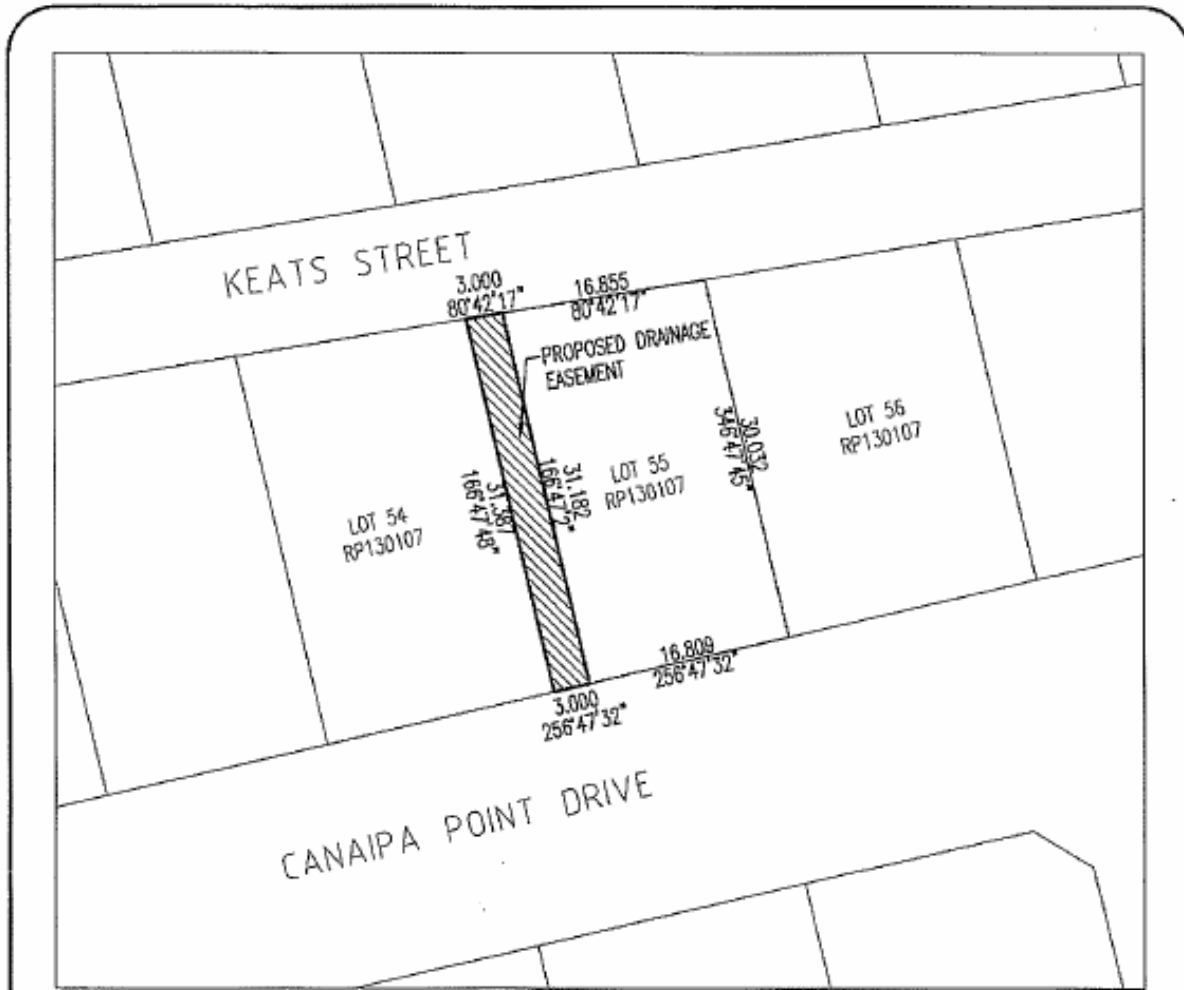 KEATS STREET
3.000
80°42'17"
16.855
80°42'17"
PROPOSED DRAINAGE
EASEMENT
LOT 54
RP130107
31.387
166°47'48"
31.182
166°47'2"
LOT 55
RP130107
30.032
346°47'45"
LOT 56
RP130107
3.000
256°47'32"
16.809
256°47'32"
CANAIPA POINT DRIVE